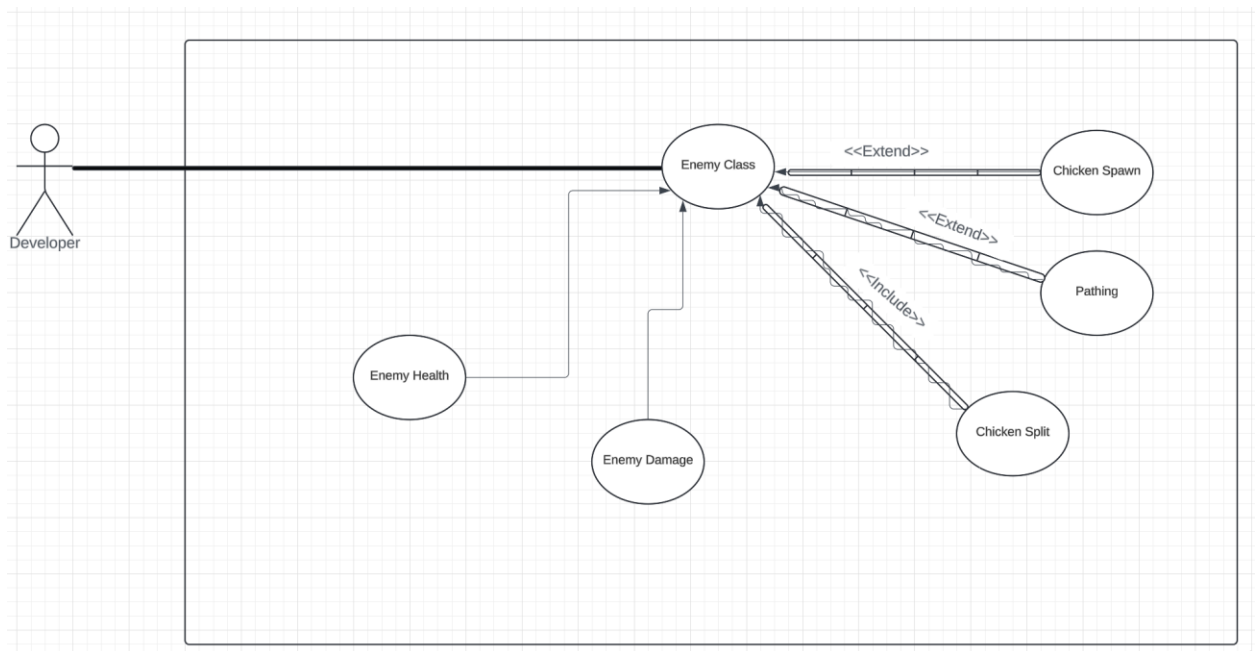 Developer
Enemy Class
<<Extend>>
Chicken Spawn
<<Extend>>
Pathing
<<Include>>
Chicken Split
Enemy Health
Enemy Damage